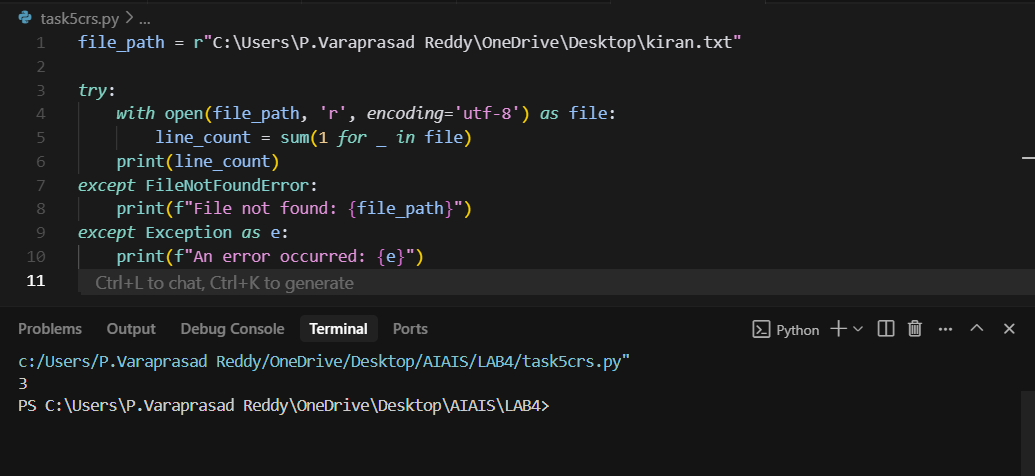 task5crs.py > ...
1 file_path = r"C:\Users\P.Varaprasad Reddy\OneDrive\Desktop\kiran.txt"
2
3 try:
4     with open(file_path, 'r', encoding='utf-8') as file:
5         line_count = sum(1 for _ in file)
6     print(line_count)
7 except FileNotFoundError:
8     print(f"File not found: {file_path}")
9 except Exception as e:
10     print(f"An error occurred: {e}")
11 Ctrl+L to chat, Ctrl+K to generate
Problems Output Debug Console Terminal Ports Python
c:/Users/P.Varaprasad Reddy/OneDrive/Desktop/AIAIS/LAB4/task5crs.py"
3
PS C:\Users\P.Varaprasad Reddy\OneDrive\Desktop\AIAIS\LAB4>